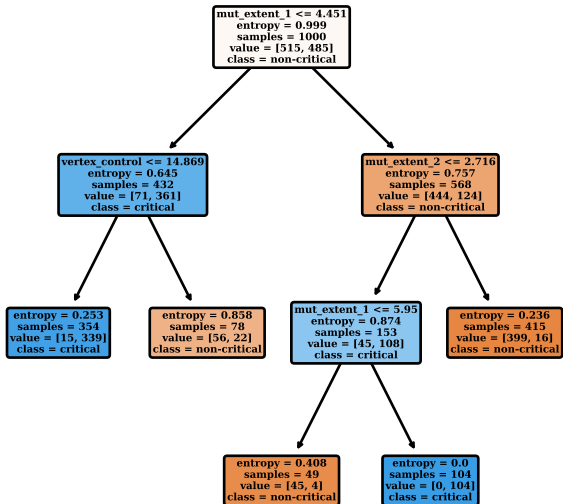 mut_extent_1 <= 4.451
entropy = 0.999
samples = 1000
value = [515, 485]
class = non-critical
vertex_control <= 14.869
entropy = 0.645
samples = 432
value = [71, 361]
class = critical
mut_extent_2 <= 2.716
entropy = 0.757
samples = 568
value = [444, 124]
class = non-critical
entropy = 0.253
samples = 354
value = [15, 339]
class = critical
entropy = 0.858
samples = 78
value = [56, 22]
class = non-critical
mut_extent_1 <= 5.95
entropy = 0.874
samples = 153
value = [45, 108]
class = critical
entropy = 0.236
samples = 415
value = [399, 16]
class = non-critical
entropy = 0.408
samples = 49
value = [45, 4]
class = non-critical
entropy = 0.0
samples = 104
value = [0, 104]
class = critical